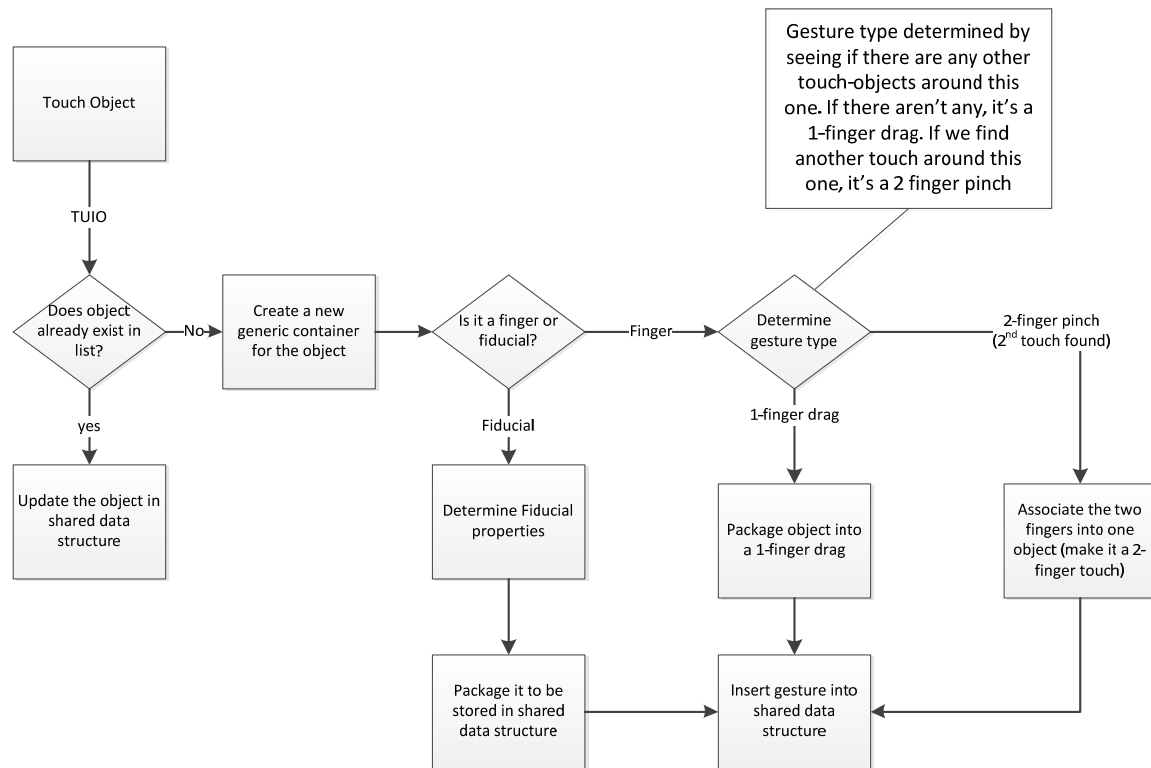 Gesture type determined by
seeing if there are any other
touch-objects around this
one. If there aren't any, it's a
1-finger drag. If we find
another touch around this
one, it's a 2 finger pinch
Touch Object
TUIO
Does object
already exist in
list?
No
Create a new
generic container
for the object
Is it a finger or
fiducial?
Finger
Determine
gesture type
2-finger pinch
(2nd touch found)
yes
Fiducial
1-finger drag
Update the object in
shared data
structure
Determine Fiducial
properties
Package object into
a 1-finger drag
Associate the two
fingers into one
object (make it a 2-
finger touch)
Package it to be
stored in shared
data structure
Insert gesture into
shared data
structure